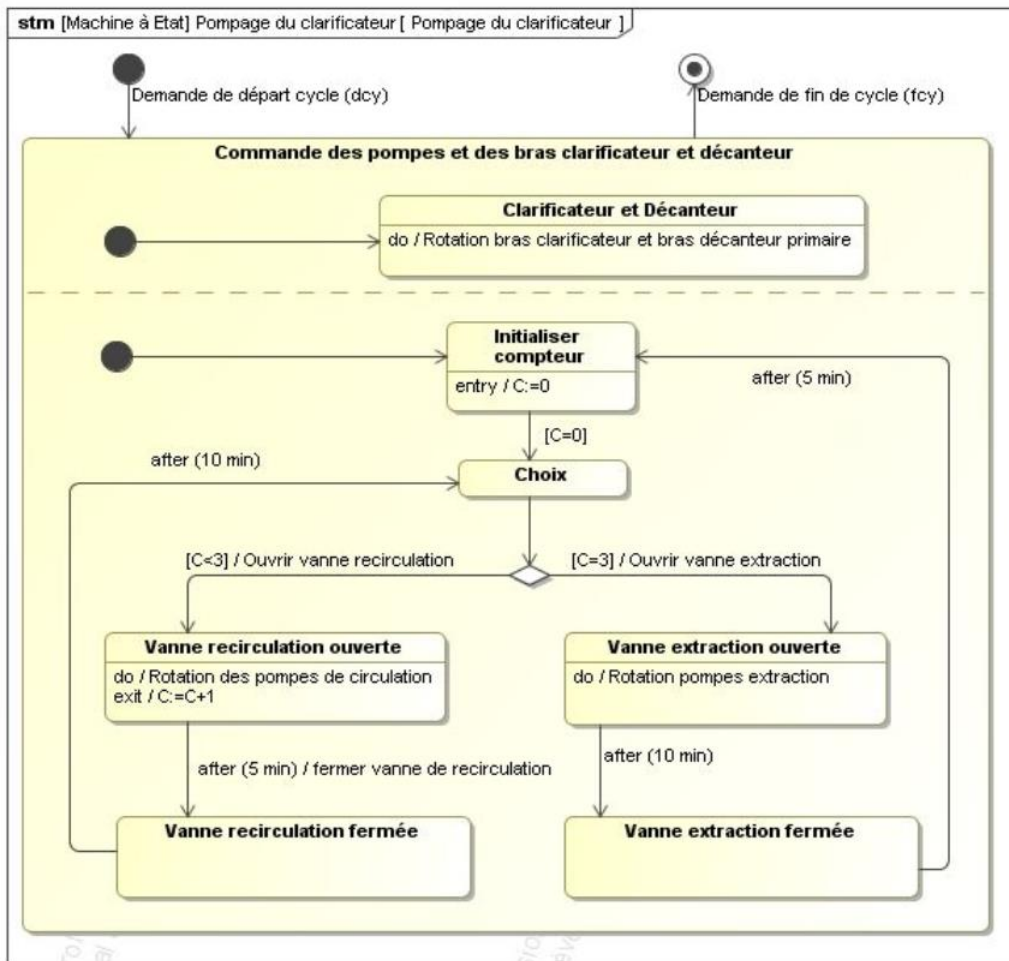 stm [Machine à Etat] Pompage du clarificateur [ Pompage du clarificateur ]
Demande de départ cycle (dcy)
Demande de fin de cycle (fcy)
Commande des pompes et des bras clarificateur et décanteur
Clarificateur et Décanteur
do / Rotation bras clarificateur et bras décanteur primaire
Initialiser
compteur
after (5 min)
entry / C:=0
[C=0]
after (10 min)
Choix
[C<3] / Ouvrir vanne recirculation
[C=3] / Ouvrir vanne extraction
Vanne recirculation ouverte
do / Rotation des pompes de circulation
exit / C:=C+1
Vanne extraction ouverte
do / Rotation pompes extraction
after (5 min) / fermer vanne de recirculation
after (10 min)
Vanne recirculation fermée
Vanne extraction fermée